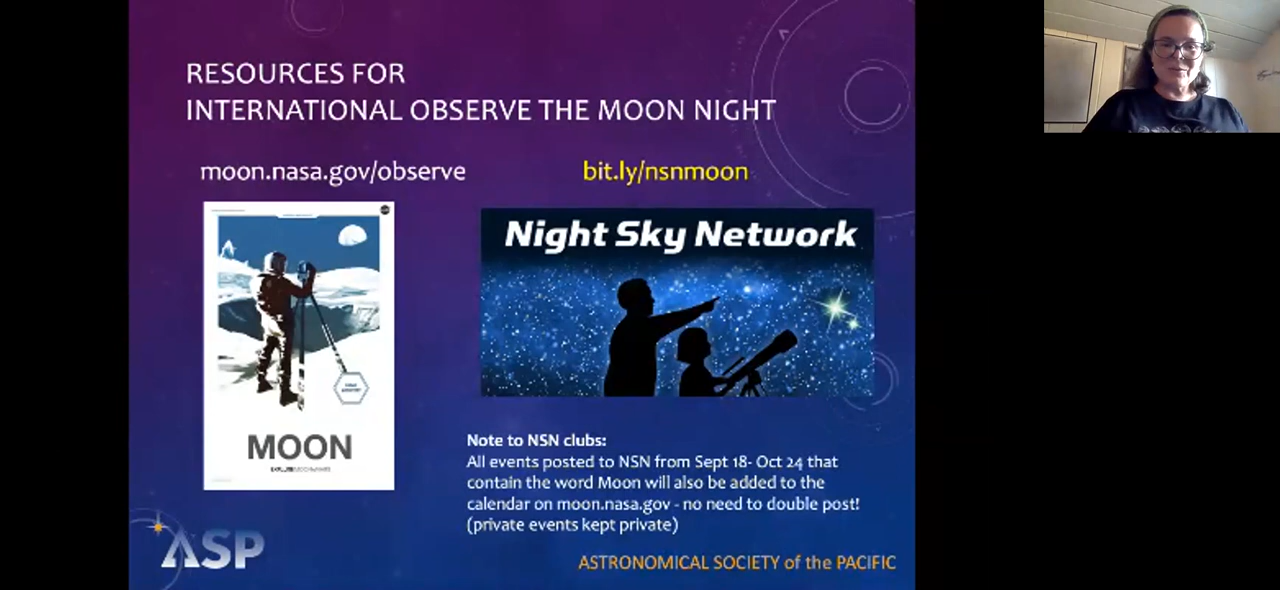 RESOURCES FOR
INTERNATIONAL OBSERVE THE MOON NIGHT
moon.nasa.gov/observe
bit.ly/nsnmoon
Night Sky Network
MOON
Note to NSN clubs:
All events posted to NSN from Sept 18- Oct 24 that
contain the word Moon will also be added to the
calendar on moon.nasa.gov - no need to double post!
(private events kept private)
ASP
ASTRONOMICAL SOCIETY of the PACIFIC